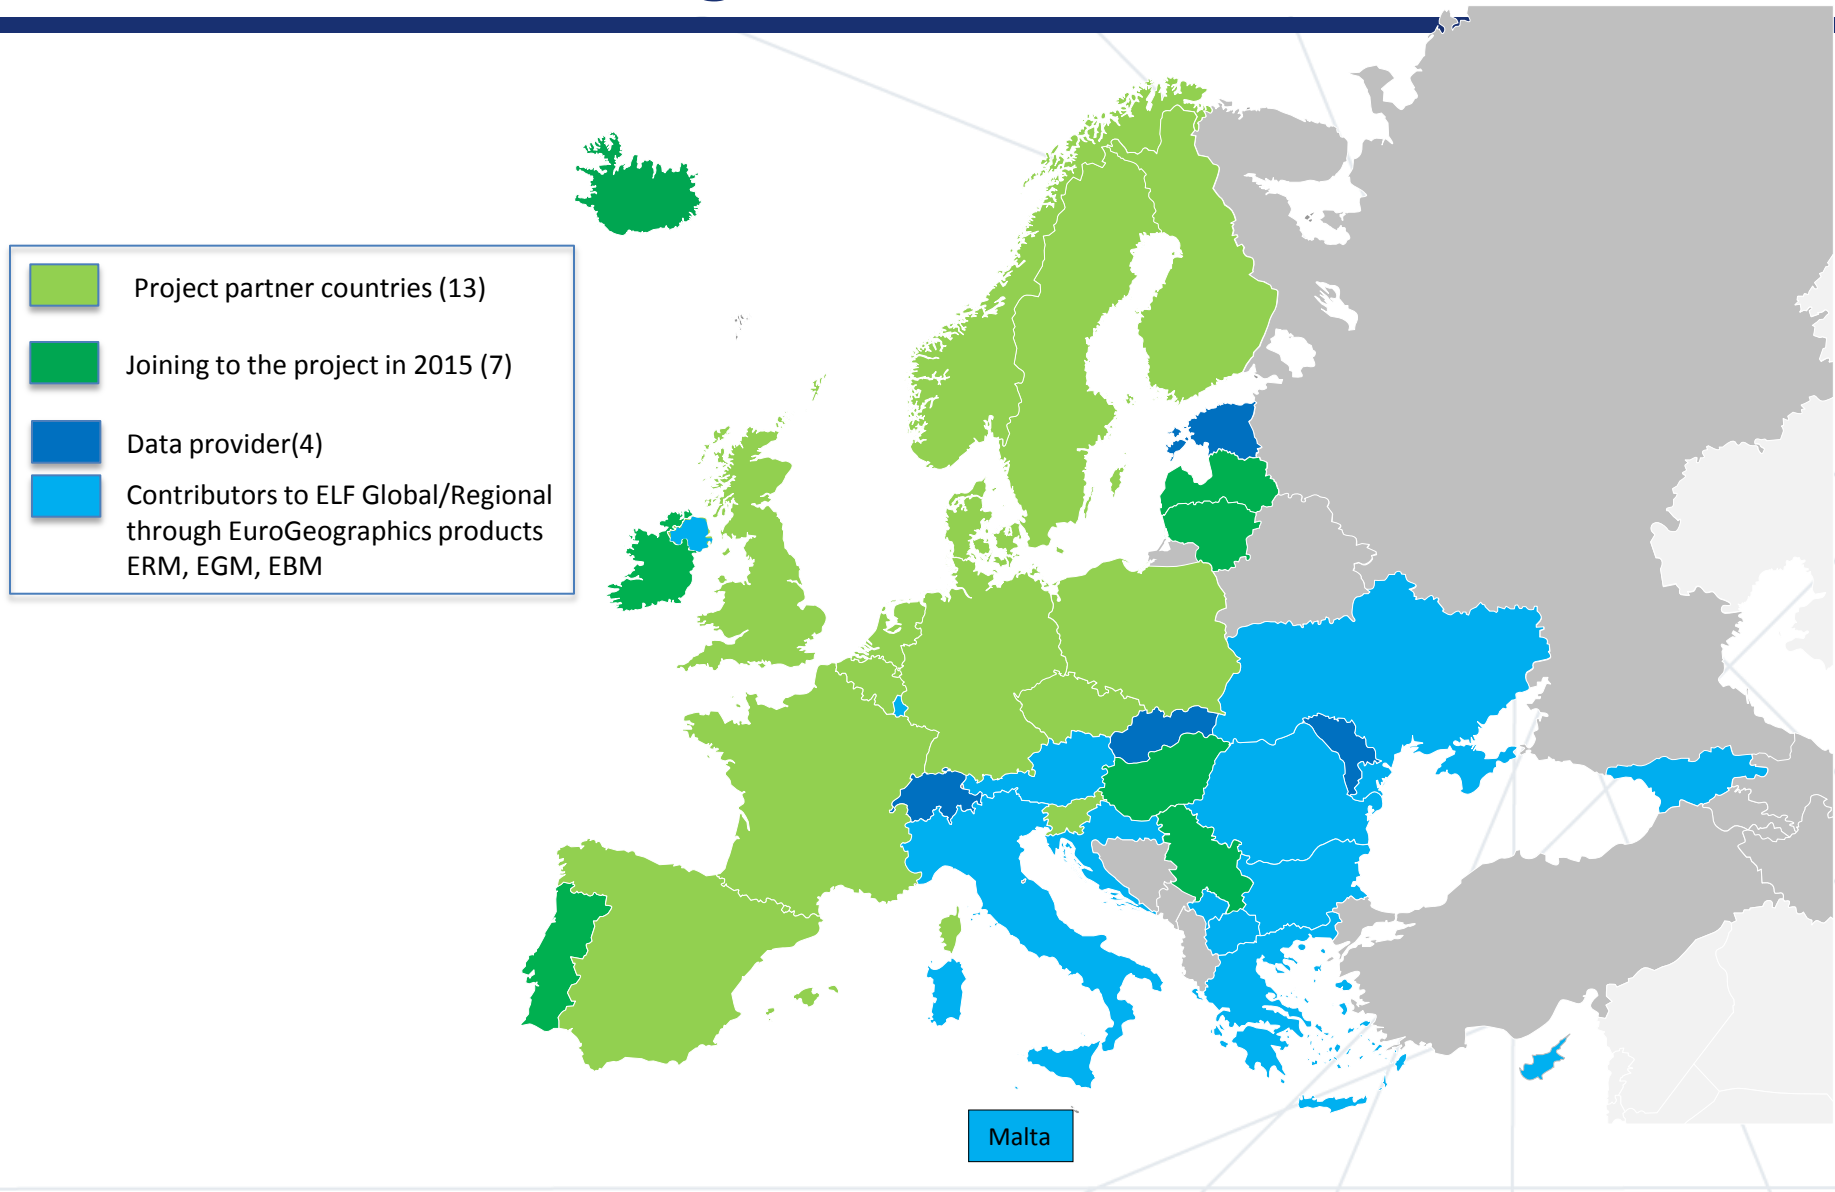 Project partner countries (13)
Joining to the project in 2015 (7)
Data provider(4)
Contributors to ELF Global/Regional
through EuroGeographics products
ERM, EGM, EBM
Malta